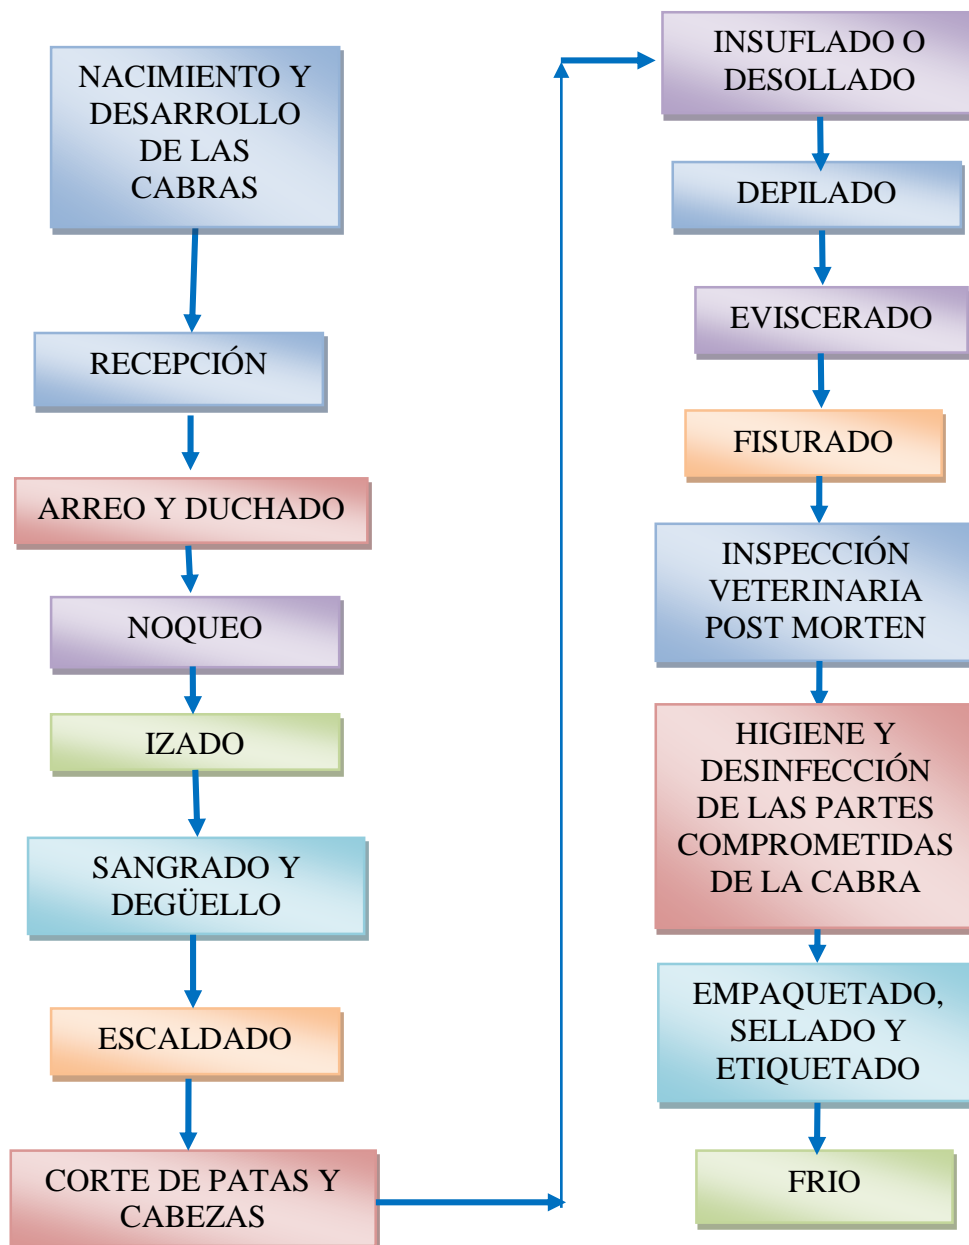 NACIMIENTO Y
DESARROLLO
DE LAS
CABRAS
RECEPCIÓN
ARREO Y DUCHADO
NOQUEO
IZADO
SANGRADO Y
DEGÜELLO
ESCALDADO
CORTE DE PATAS Y
CABEZAS
INSUFLADO O
DESOLLADO
DEPILADO
EVISCERADO
FISURADO
INSPECCIÓN
VETERINARIA
POST MORTEN
HIGIENE Y
DESINFECCIÓN
DE LAS PARTES
COMPROMETIDAS
DE LA CABRA
EMPAQUETADO,
SELLADO Y
ETIQUETADO
FRIO